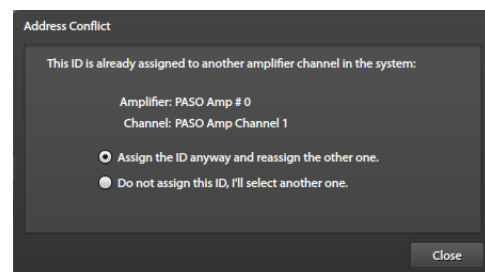 Address Conflict
This ID is already assigned to another amplifier channel in the system:
Amplifier: PASO Amp # 0
Channel: PASO Amp Channel 1
Assign the ID anyway and reassign the other one.
Do not assign this ID, I'll select another one.
Close